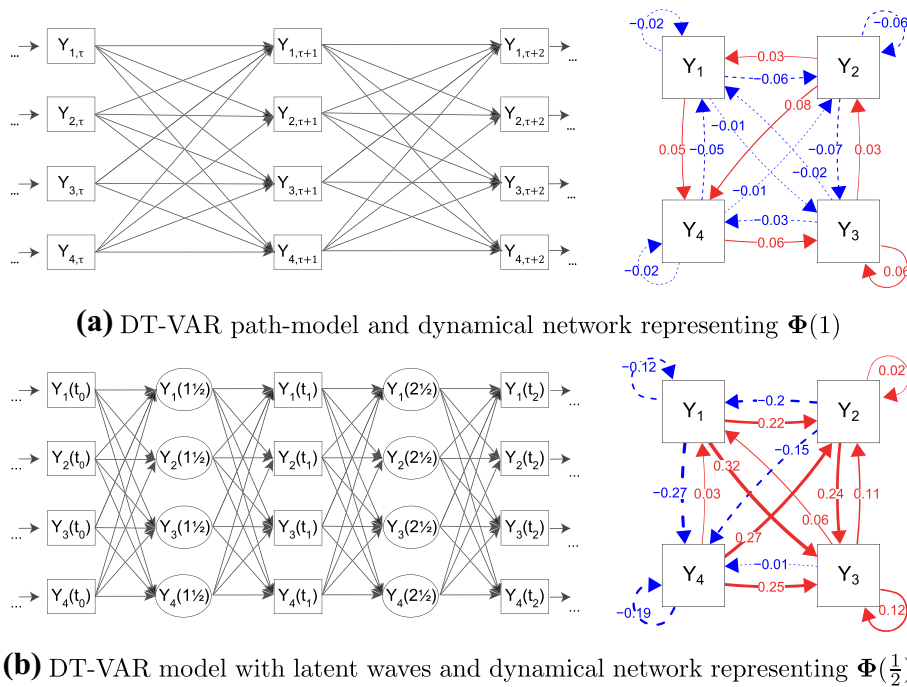 ... Y1,τ Y1,τ+1 Y1,τ+2 ...
... Y2,τ Y2,τ+1 Y2,τ+2 ...
... Y3,τ Y3,τ+1 Y3,τ+2 ...
... Y4,τ Y4,τ+1 Y4,τ+2 ...
−0.02 −0.06
Y1 Y2
0.03
−0.06
0.08
−0.01
0.05 −0.05 −0.07 0.03
−0.02
−0.01
−0.03
Y4 Y3
0.06
−0.02 0.06
(a) DT-VAR path-model and dynamical network representing Φ(1)
... Y1(t0) Y1(1½) Y1(t1) Y1(2½) Y1(t2) ...
... Y2(t0) Y2(1½) Y2(t1) Y2(2½) Y2(t2) ...
... Y3(t0) Y3(1½) Y3(t1) Y3(2½) Y3(t2) ...
... Y4(t0) Y4(1½) Y4(t1) Y4(2½) Y4(t2) ...
−0.12 0.02
Y1 Y2
−0.2
0.22
−0.15
0.32
−0.27 0.03 0.24 0.11
0.06
0.27
−0.01
Y4 Y3
0.25
−0.19 0.12
(b) DT-VAR model with latent waves and dynamical network representing Φ(1/2)